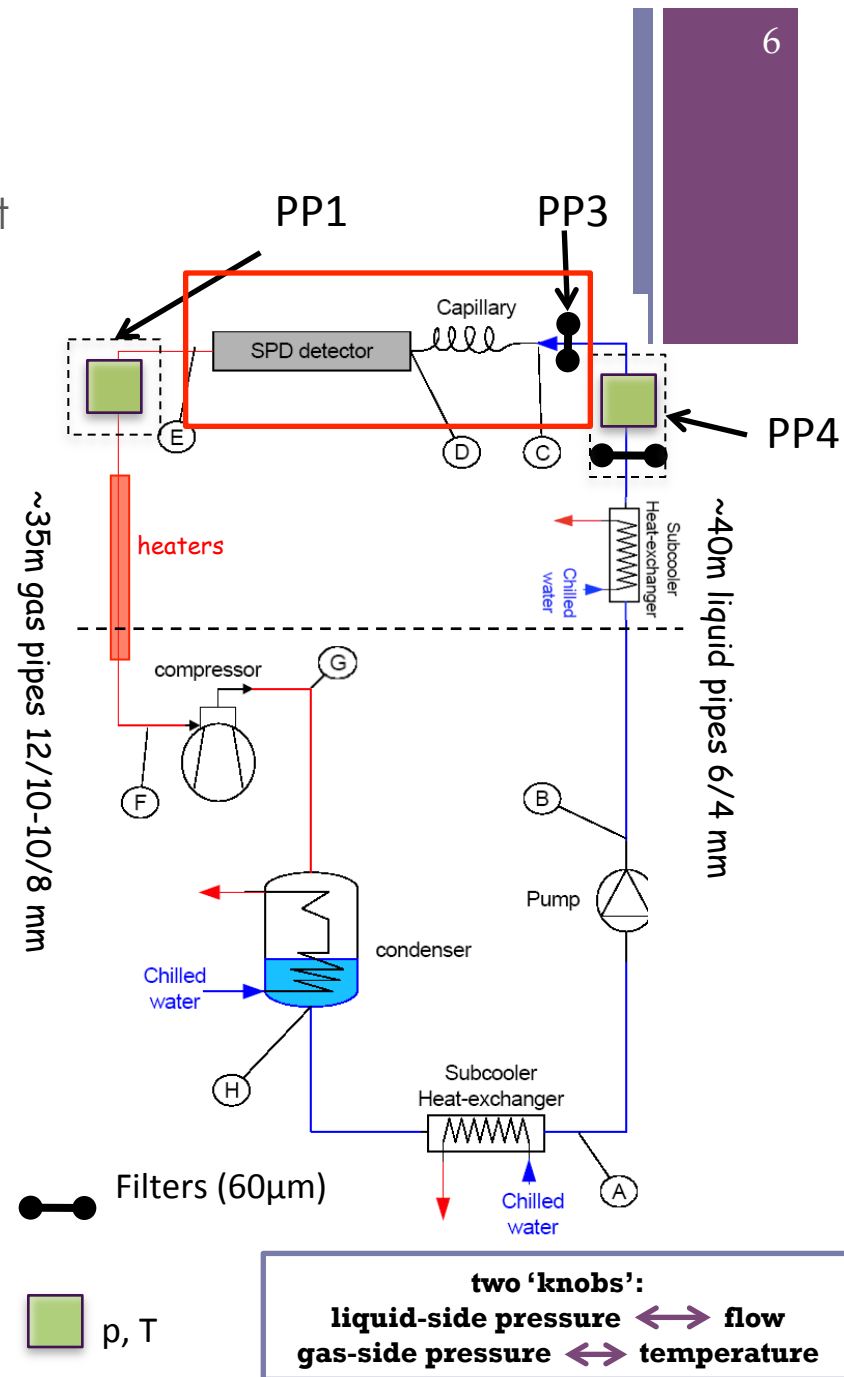 6
t
PP1
PP3
Capillary
SPD detector
E
D
C
PP4
heaters
Subcooler
Heat-exchanger
Chilled
water
~35m gas pipes 12/10-10/8 mm
~40m liquid pipes 6/4 mm
compressor
G
F
B
Pump
condenser
Chilled
water
H
Subcooler
Heat-exchanger
A
Chilled
water
Filters (60µm)
p, T
two ‘knobs’:
liquid-side pressure ⟷ flow
gas-side pressure ⟷ temperature